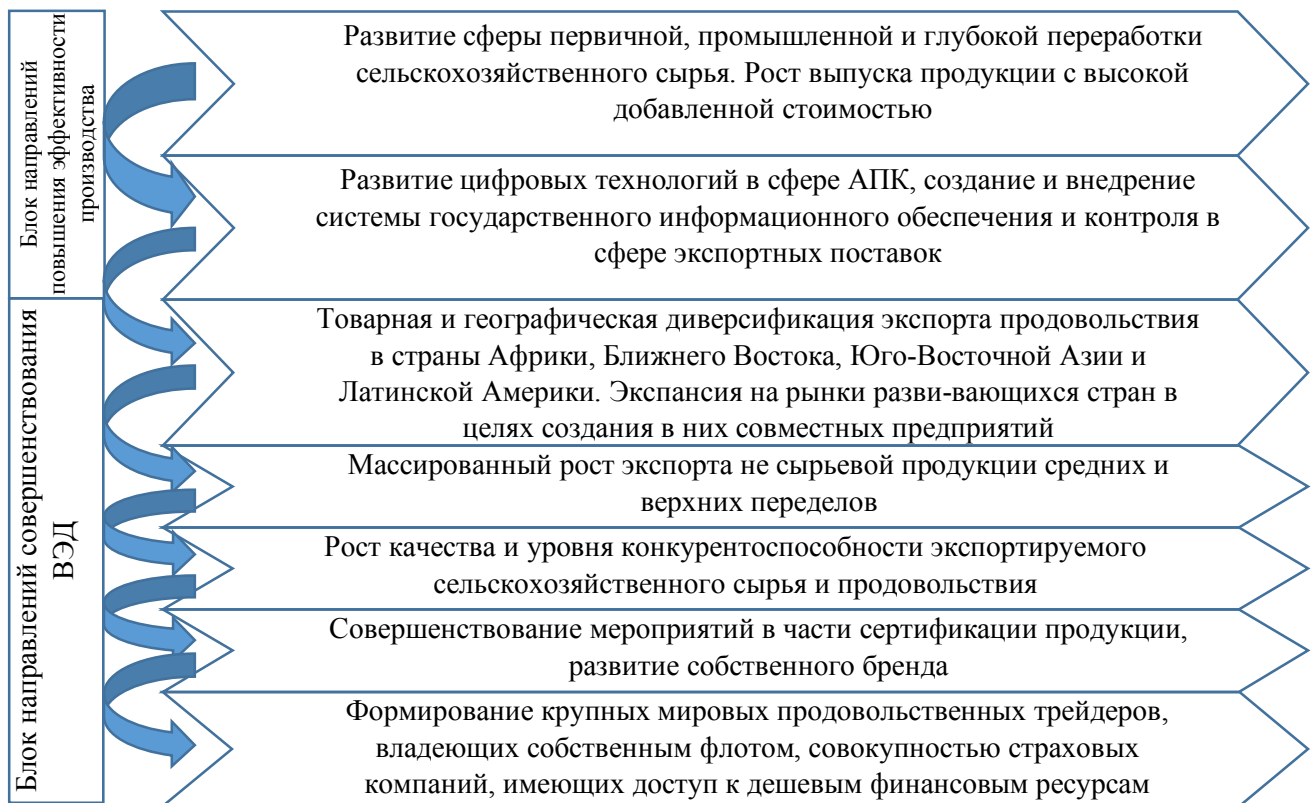 Блок направлений
повышения эффективности
производства
Развитие сферы первичной, промышленной и глубокой переработки
сельскохозяйственного сырья. Рост выпуска продукции с высокой
добавленной стоимостью
Развитие цифровых технологий в сфере АПК, создание и внедрение
системы государственного информационного обеспечения и контроля в
сфере экспортных поставок
Блок направлений совершенствования
ВЭД
Товарная и географическая диверсификация экспорта продовольствия
в страны Африки, Ближнего Востока, Юго-Восточной Азии и
Латинской Америки. Экспансия на рынки разви-вающихся стран в
целях создания в них совместных предприятий
Массированный рост экспорта не сырьевой продукции средних и
верхних переделов
Рост качества и уровня конкурентоспособности экспортируемого
сельскохозяйственного сырья и продовольствия
Совершенствование мероприятий в части сертификации продукции,
развитие собственного бренда
Формирование крупных мировых продовольственных трейдеров,
владеющих собственным флотом, совокупностью страховых
компаний, имеющих доступ к дешевым финансовым ресурсам